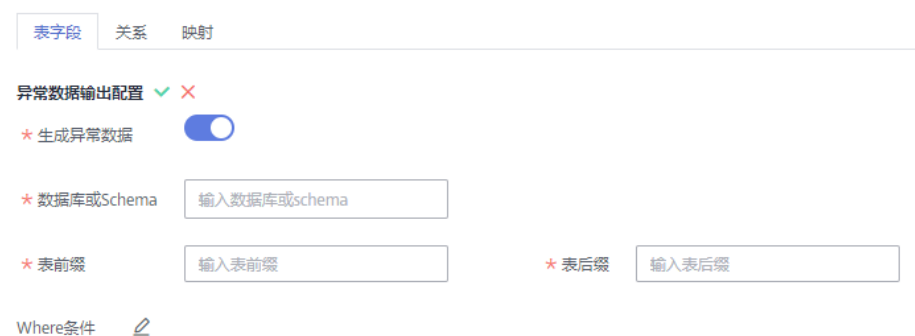 表字段 关系 映射
异常数据输出配置
* 生成异常数据
* 数据库或Schema 输入数据库或schema
* 表前缀 输入表前缀 * 表后缀 输入表后缀
Where条件